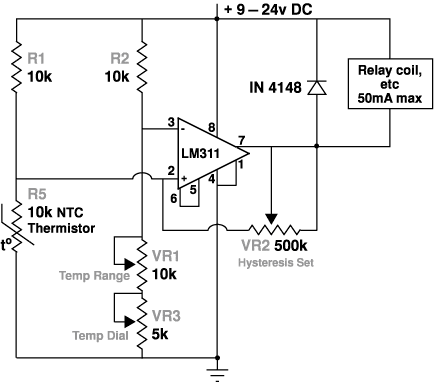 + 9 – 24v DC
R1
10k
R2
10k
IN 4148
Relay coil,
etc
50mA max
3
-
8
7
LM311
2
+
4
1
6
5
R5
10k NTC
Thermistor
t°
VR1
10k
Temp Range
VR2 500k
Hysteresis Set
VR3
5k
Temp Dial